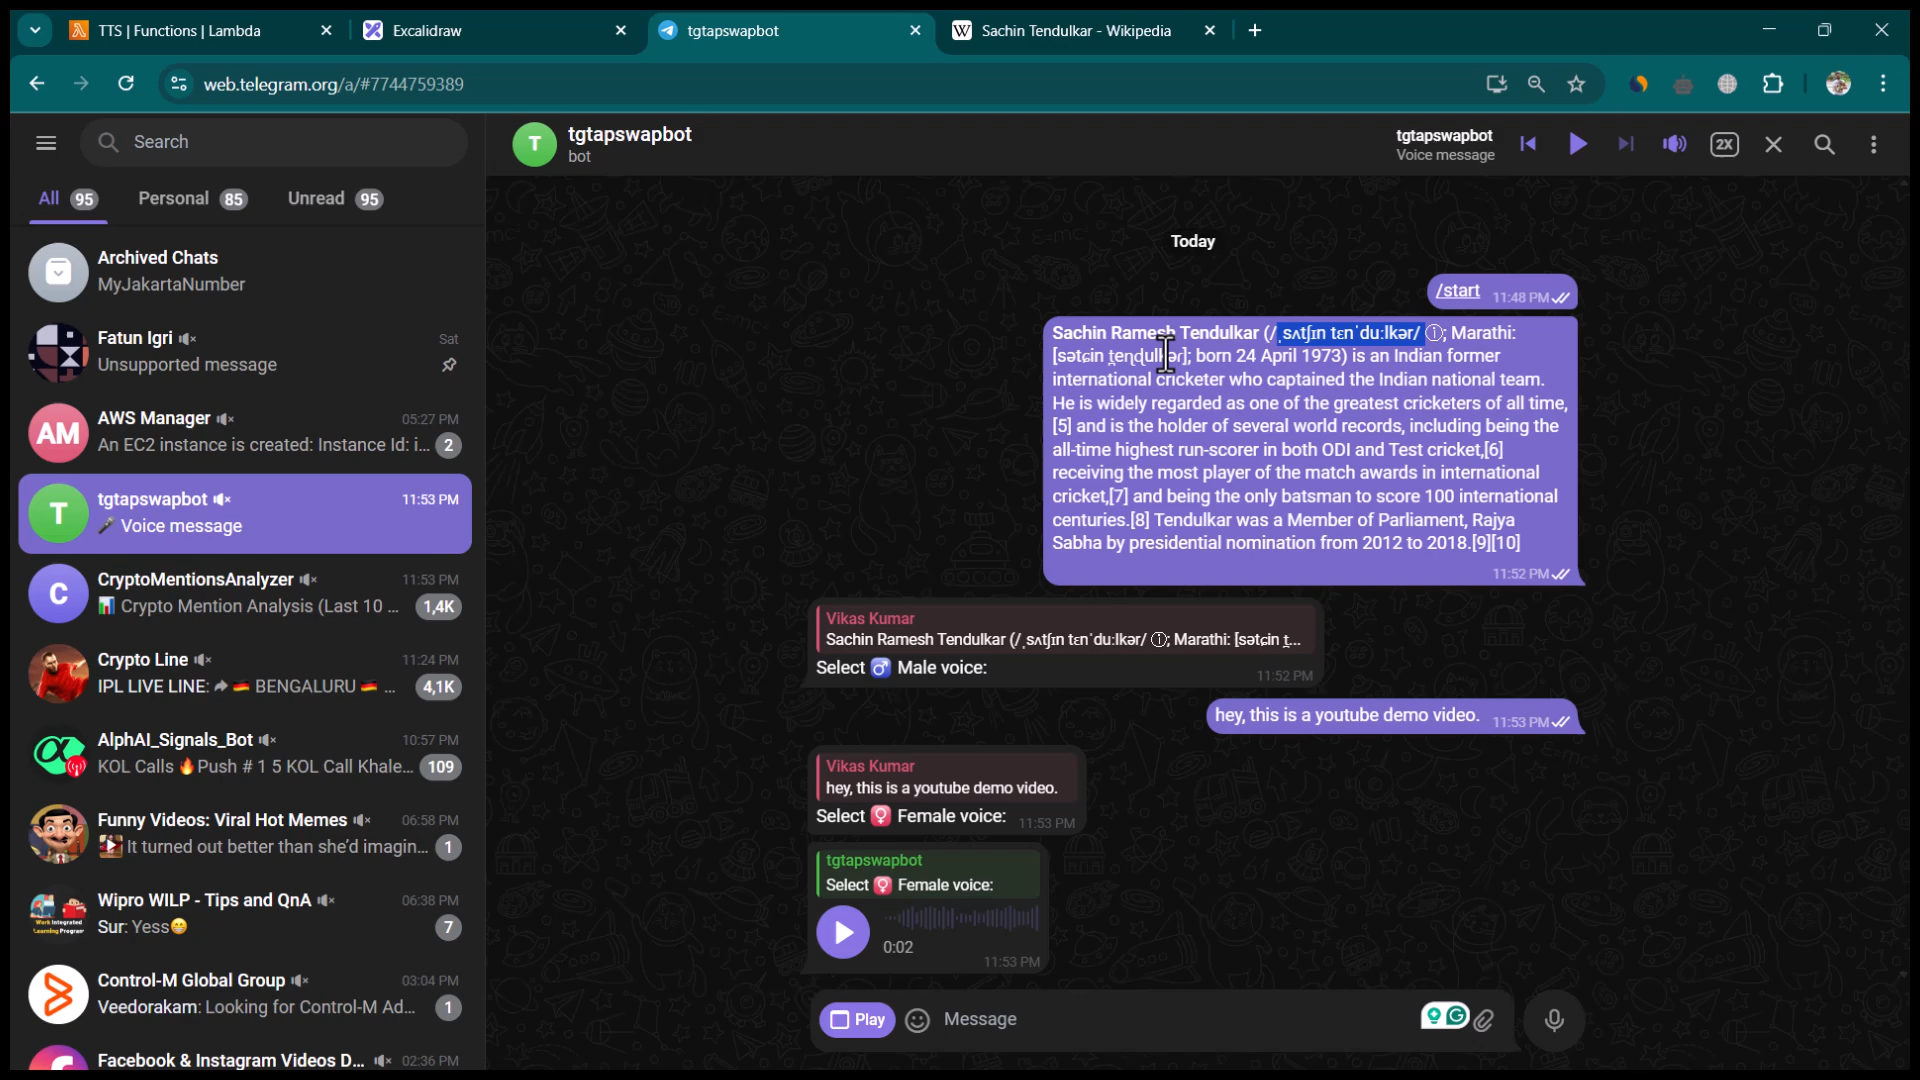 TTS | Functions | Lambda
Excalidraw
tgtapswapbot
Sachin Tendulkar - Wikipedia
web.telegram.org/a/#7744759389
Search
All 95
Personal 85
Unread 95
Archived Chats
MyJakartaNumber
Fatun Igri
Sat
Unsupported message
AWS Manager
05:27 PM
AM
An EC2 instance is created: Instance Id: i...
2
tgtapswapbot
11:53 PM
T
Voice message
CryptoMentionsAnalyzer
11:53 PM
C
Crypto Mention Analysis (Last 10 ...
1,4K
Crypto Line
11:24 PM
IPL LIVE LINE: BENGALURU ...
4,1K
AlphAI_Signals_Bot
10:57 PM
KOL Calls 🔥Push # 1 5 KOL Call Khale...
109
Funny Videos: Viral Hot Memes
06:58 PM
It turned out better than she'd imagin...
1
Wipro WILP - Tips and QnA
06:38 PM
Sur: Yess😁
7
Control-M Global Group
03:04 PM
Veedorakam: Looking for Control-M Ad...
1
Facebook & Instagram Videos D...
02:36 PM
T
tgtapswapbot
bot
tgtapswapbot
Voice message
2X
Today
/start
11:48 PM
Sachin Ramesh Tendulkar (/ˌsʌtʃɪn tɛnˈduːlkər/ ⓘ; Marathi:
born 24 April 1973) is an Indian former
international cricketer who captained the Indian national team.
He is widely regarded as one of the greatest cricketers of all time,
[5] and is the holder of several world records, including being the
all-time highest run-scorer in both ODI and Test cricket,[6]
receiving the most player of the match awards in international
cricket,[7] and being the only batsman to score 100 international
centuries.[8] Tendulkar was a Member of Parliament, Rajya
Sabha by presidential nomination from 2012 to 2018.[9][10]
11:52 PM
Vikas Kumar
Sachin Ramesh Tendulkar (/ˌsʌtʃɪn tɛnˈduːlkər/ ⓘ; Marathi: [sətɕin t̪...
Select ♂ Male voice:
11:52 PM
hey, this is a youtube demo video.
11:53 PM
Vikas Kumar
hey, this is a youtube demo video.
Select ♀ Female voice:
11:53 PM
tgtapswapbot
Select ♀ Female voice:
0:02
11:53 PM
Play
Message